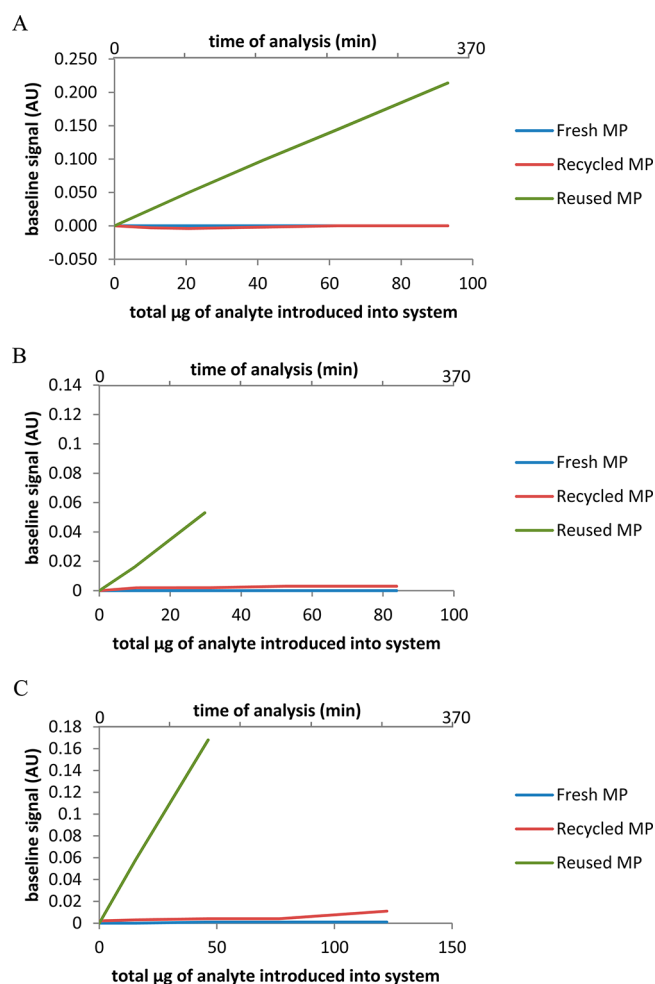 A
0 time of analysis (min) 370
0.250
0.200
0.150
0.100
0.050
0.000
-0.050
baseline signal (AU)
0 20 40 60 80 100
total µg of analyte introduced into system
Fresh MP
Recycled MP
Reused MP
B
0 time of analysis (min) 370
0.14
0.12
0.1
0.08
0.06
0.04
0.02
0
baseline signal (AU)
0 20 40 60 80 100
total µg of analyte introduced into system
Fresh MP
Recycled MP
Reused MP
C
0 time of analysis (min) 370
0.18
0.16
0.14
0.12
0.1
0.08
0.06
0.04
0.02
0
baseline signal (AU)
0 50 100 150
total µg of analyte introduced into system
Fresh MP
Recycled MP
Reused MP